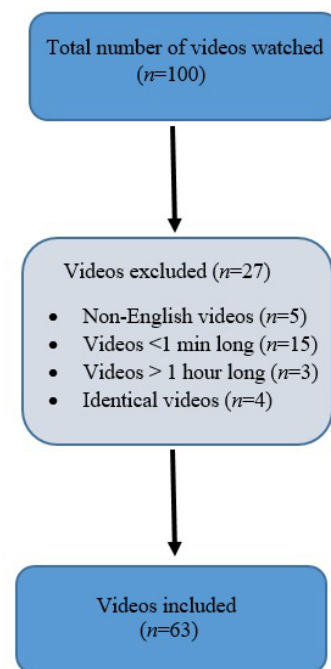 Total number of videos watched
(n=100)
Videos excluded (n=27)
• Non-English videos (n=5)
• Videos <1 min long (n=15)
• Videos > 1 hour long (n=3)
• Identical videos (n=4)
Videos included
(n=63)